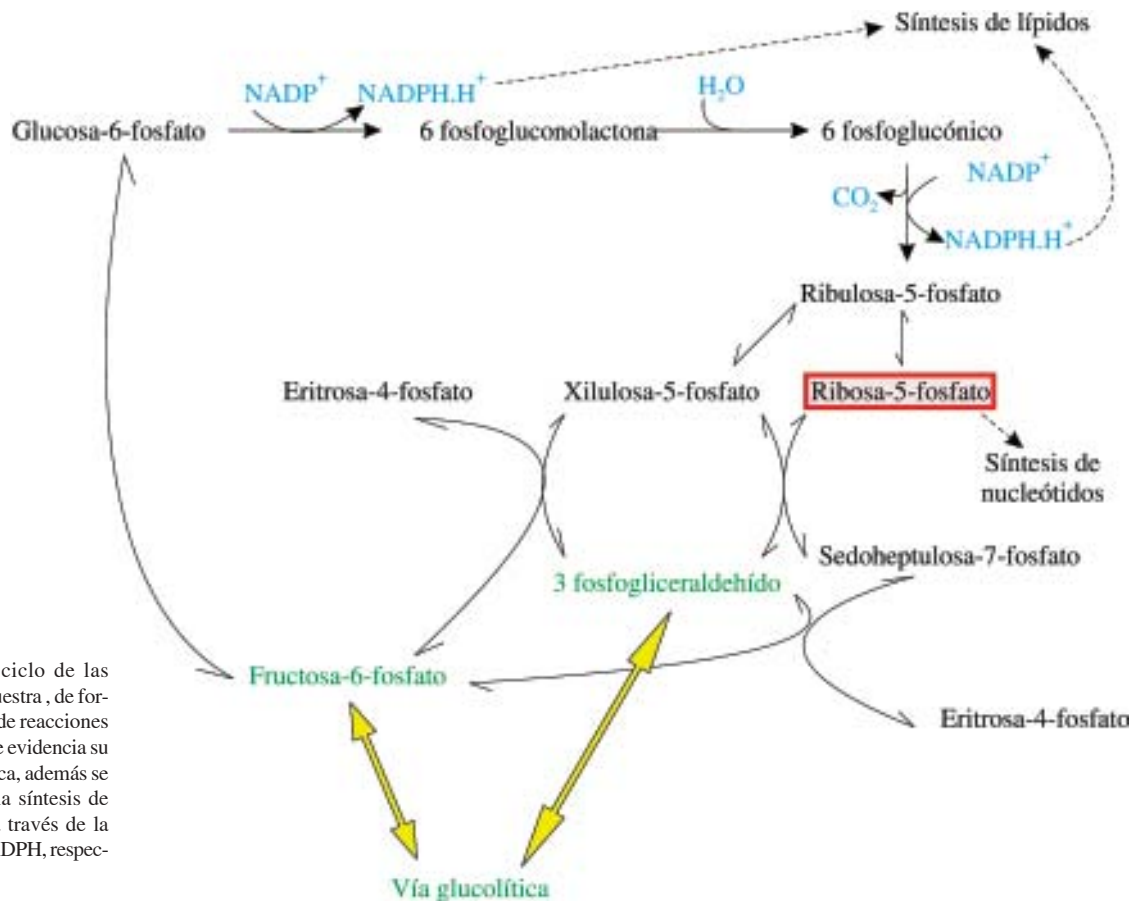 Síntesis de lípidos
NADP⁺ NADPH.H⁺ H₂O
Glucosa-6-fosfato 6 fosfogluconolactona 6 fosfoglucónico
NADP⁺
CO₂
NADPH.H⁺
Ribulosa-5-fosfato
Eritrosa-4-fosfato Xilulosa-5-fosfato Ribosa-5-fosfato
Síntesis de
nucleótidos
Sedoheptulosa-7-fosfato
3 fosfogliceraldehído
ciclo de las
uestra , de for-
Fructosa-6-fosfato
de reacciones
e evidencia su
Eritrosa-4-fosfato
ca, además se
la síntesis de
a través de la
DPH, respec-
Vía glucolítica